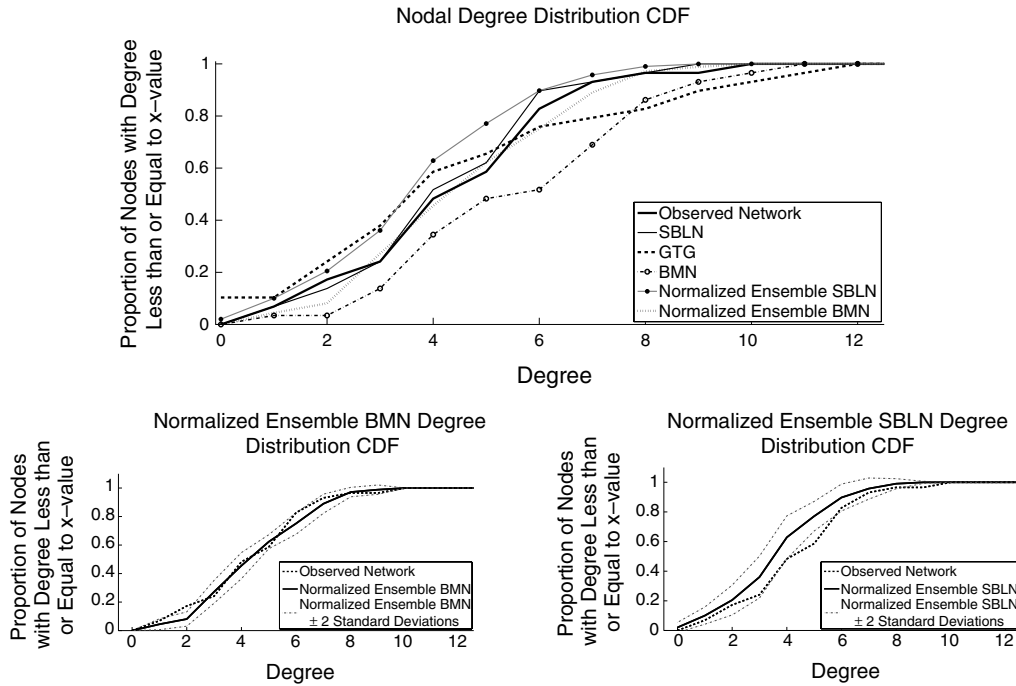 Nodal Degree Distribution CDF
Proportion of Nodes with Degree
Less than or Equal to x−value
1
0.8
0.6
0.4
0.2
0
0 2 4 6 8 10 12
Degree
Observed Network
SBLN
GTG
BMN
Normalized Ensemble SBLN
Normalized Ensemble BMN
Normalized Ensemble BMN Degree
Distribution CDF
Proportion of Nodes
with Degree Less than
or Equal to x−value
1
0.8
0.6
0.4
0.2
0
0 2 4 6 8 10 12
Degree
Observed Network
Normalized Ensemble BMN
Normalized Ensemble BMN
± 2 Standard Deviations
Normalized Ensemble SBLN Degree
Distribution CDF
Proportion of Nodes
with Degree Less than
or Equal to x−value
1
0.8
0.6
0.4
0.2
0
0 2 4 6 8 10 12
Degree
Observed Network
Normalized Ensemble SBLN
Normalized Ensemble SBLN
± 2 Standard Deviations